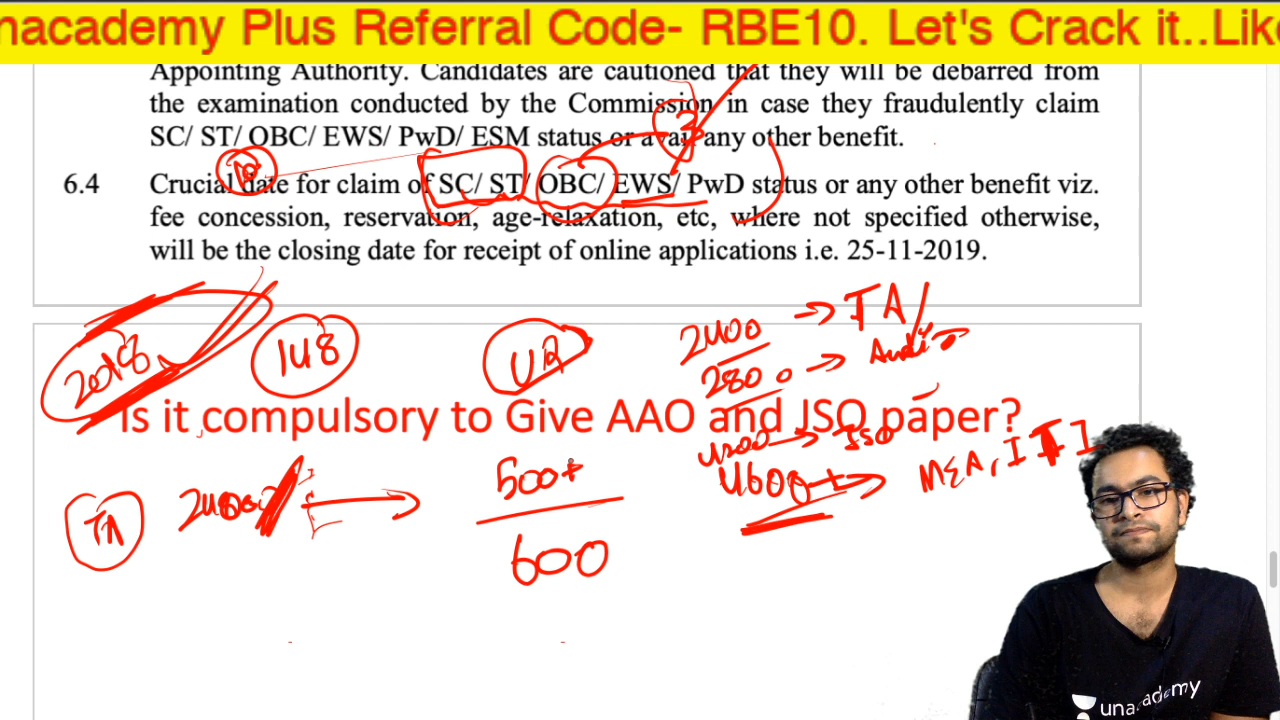 nacademy Plus Referral Code- RBE10. Let's Crack it..Like
Appointing Authority. Candidates are cautioned that they will be debarred from
the examination conducted by the Commission in case they fraudulently claim
SC/ ST/ OBC/ EWS/ PwD/ ESM status or avail any other benefit.
3
10
6.4 Crucial date for claim of SC/ ST/ OBC/ EWS/ PwD status or any other benefit viz.
fee concession, reservation, age-relaxation, etc, where not specified otherwise,
will be the closing date for receipt of online applications i.e. 25-11-2019.
2018 148 UR 2400 → TA/
2800 → Audit
Is it compulsory to Give AAO and JSO paper?
4200 → JSO
4600+ → MEA, III
TA 2400 → 500+
600
unacademy